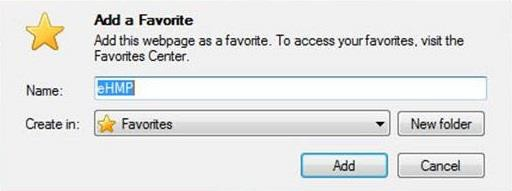 Add a Favorite
Add this webpage as a favorite. To access your favorites, visit the
Favorites Center.
Name: eHMP
Create in: Favorites New folder
Add Cancel